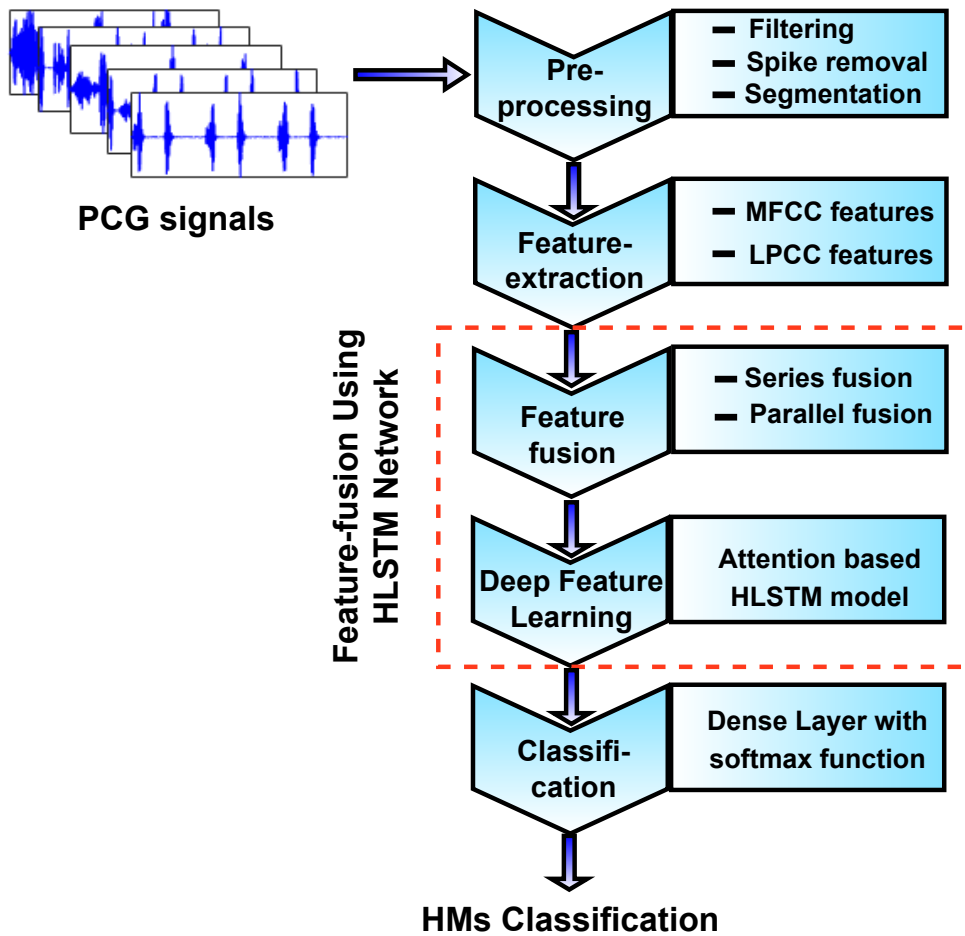 PCG signals
Pre-
processing
– Filtering
– Spike removal
– Segmentation
Feature-
extraction
– MFCC features
– LPCC features
Feature-fusion Using
HLSTM Network
Feature
fusion
– Series fusion
– Parallel fusion
Deep Feature
Learning
Attention based
HLSTM model
Classifi-
cation
Dense Layer with
softmax function
HMs Classification